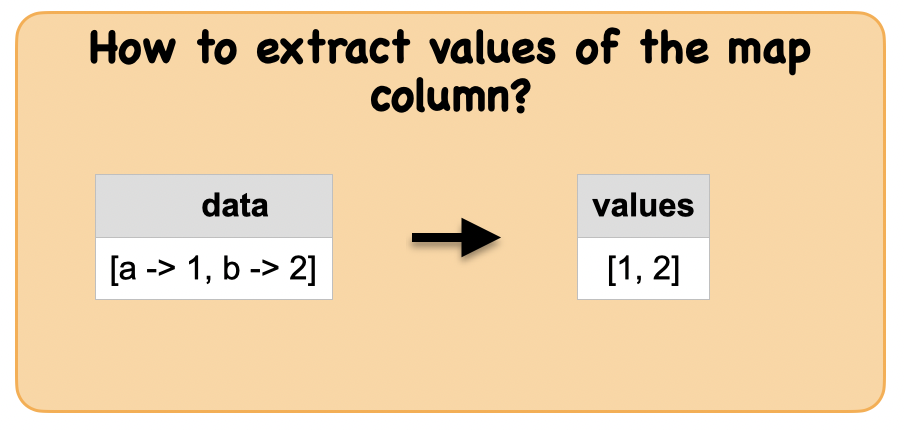 How to extract values of the map
column?
data
values
[a -> 1, b -> 2]
[1, 2]